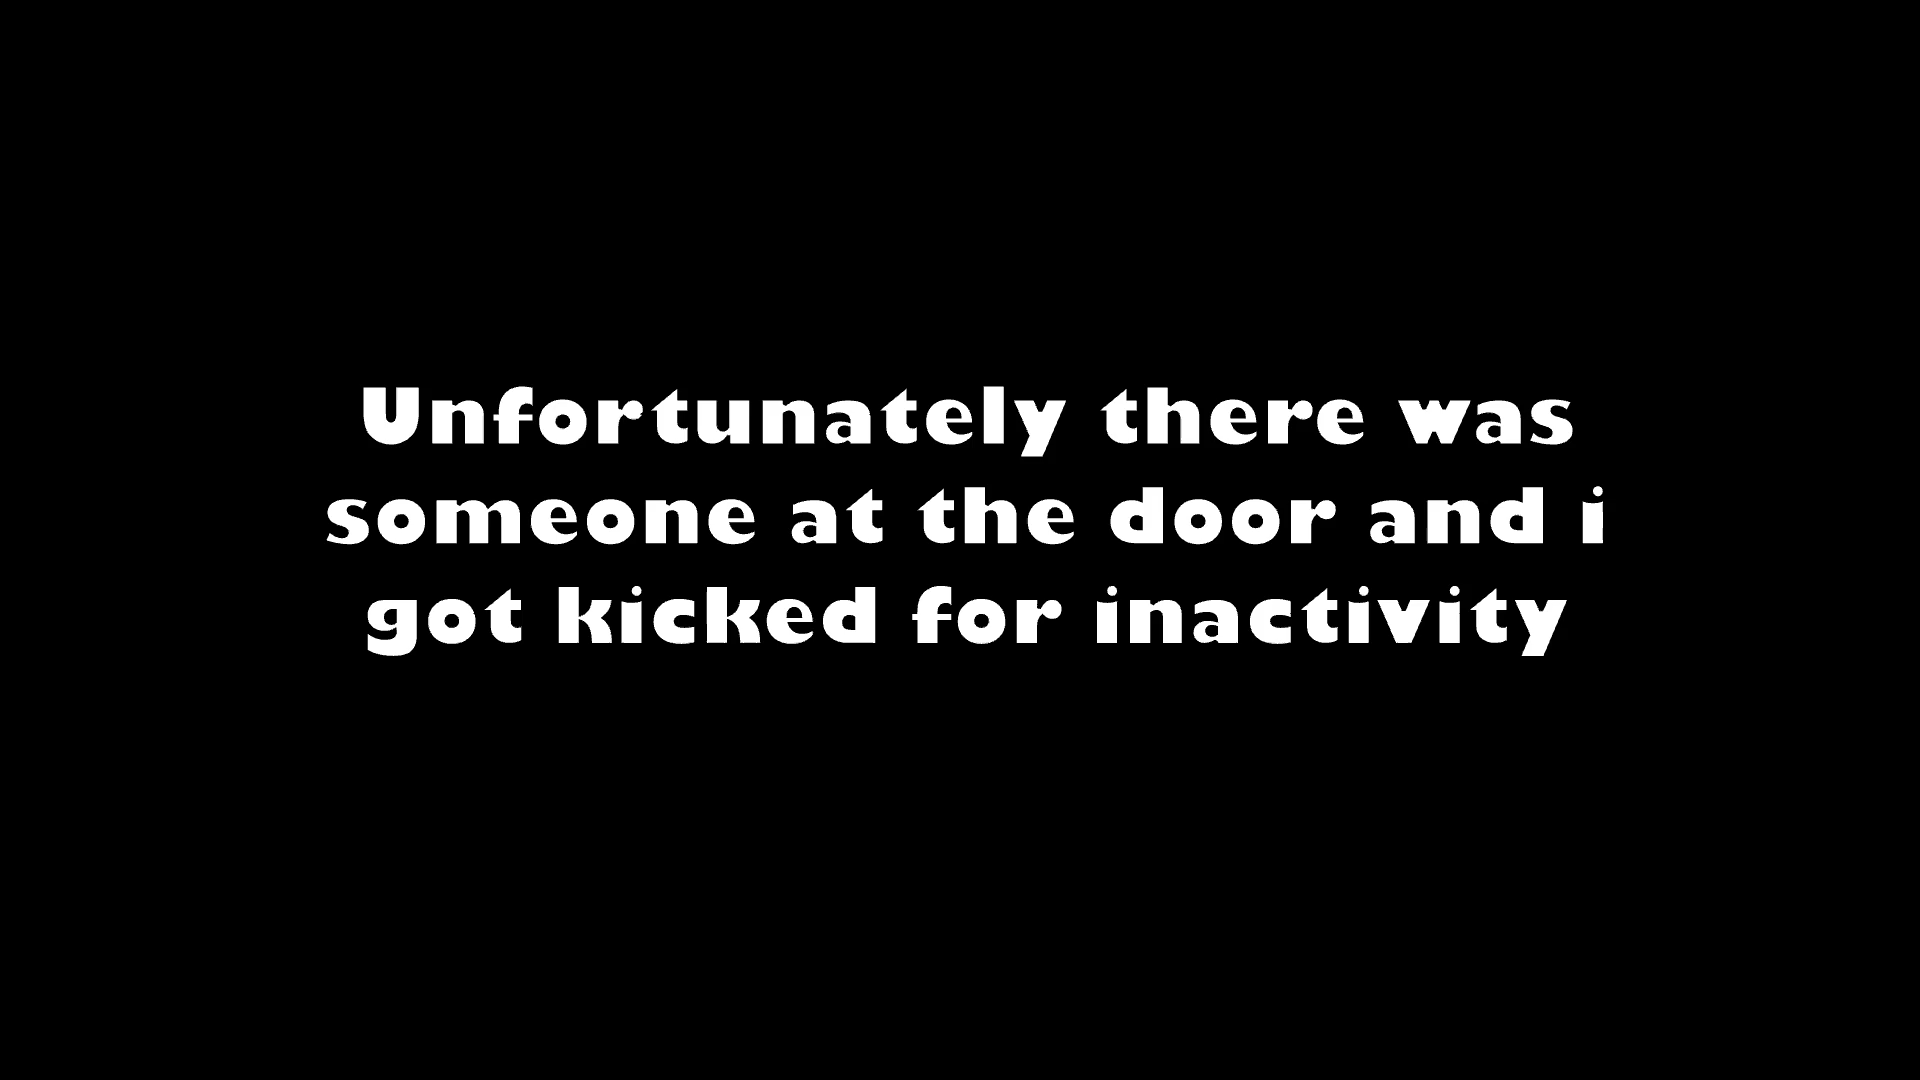 Unfortunately there was
someone at the door and i
got kicked for inactivity